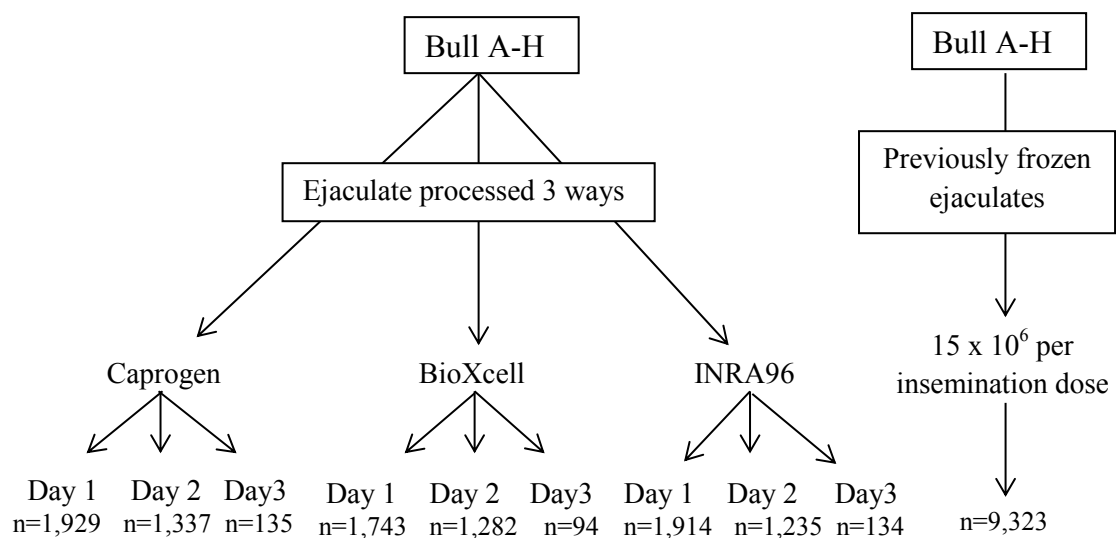 Bull A-H
Ejaculate processed 3 ways
Caprogen
BioXcell
INRA96
Day 1
Day 2
Day3
Day 1
Day 2
Day3
Day 1
Day 2
Day3
n=1,929
n=1,337
n=135
n=1,743
n=1,282
n=94
n=1,914
n=1,235
n=134
Bull A-H
Previously frozen
ejaculates
15 x 10⁶ per
insemination dose
n=9,323